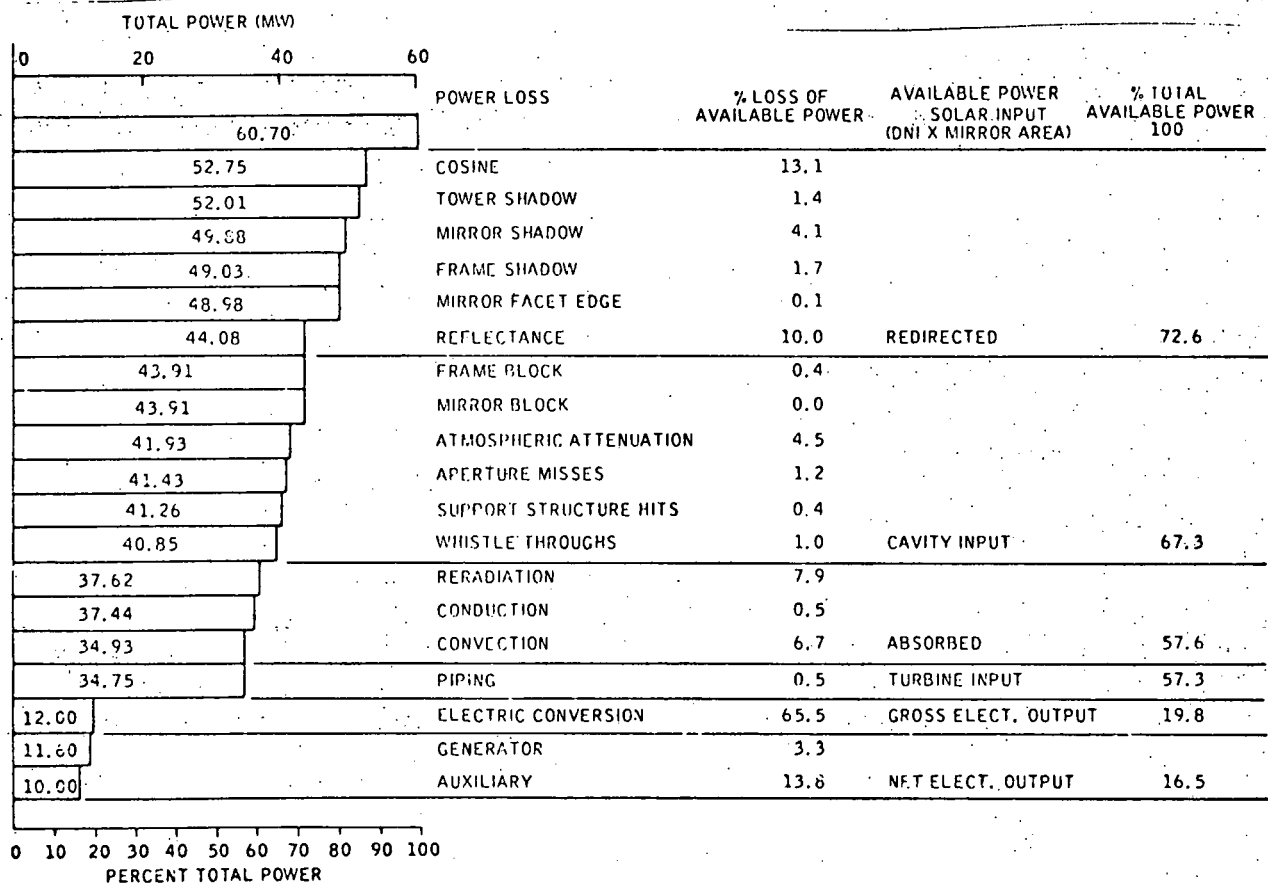 TOTAL POWER (MW)
0 20 40 60
POWER LOSS % LOSS OF AVAILABLE POWER AVAILABLE POWER SOLAR INPUT (DNI X MIRROR AREA) % TOTAL AVAILABLE POWER 100
60.70
52.75 COSINE 13.1
52.01 TOWER SHADOW 1.4
49.88 MIRROR SHADOW 4.1
49.03 FRAME SHADOW 1.7
48.98 MIRROR FACET EDGE 0.1
44.08 REFLECTANCE 10.0 REDIRECTED 72.6
43.91 FRAME BLOCK 0.4
43.91 MIRROR BLOCK 0.0
41.93 ATMOSPHERIC ATTENUATION 4.5
41.43 APERTURE MISSES 1.2
41.26 SUPPORT STRUCTURE HITS 0.4
40.85 WHISTLE THROUGHS 1.0 CAVITY INPUT 67.3
37.62 RERADIATION 7.9
37.44 CONDUCTION 0.5
34.93 CONVECTION 6.7 ABSORBED 57.6
34.75 PIPING 0.5 TURBINE INPUT 57.3
12.00 ELECTRIC CONVERSION 65.5 GROSS ELECT. OUTPUT 19.8
11.60 GENERATOR 3.3
10.00 AUXILIARY 13.8 NET ELECT. OUTPUT 16.5
0 10 20 30 40 50 60 70 80 90 100
PERCENT TOTAL POWER